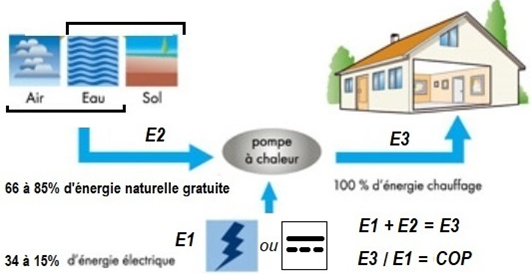 Air Eau Sol
E2
pompe
à chaleur
E3
66 à 85% d'énergie naturelle gratuite
100 % d'énergie chauffage
E1
ou
E1 + E2 = E3
E3 / E1 = COP
34 à 15% d'énergie électrique